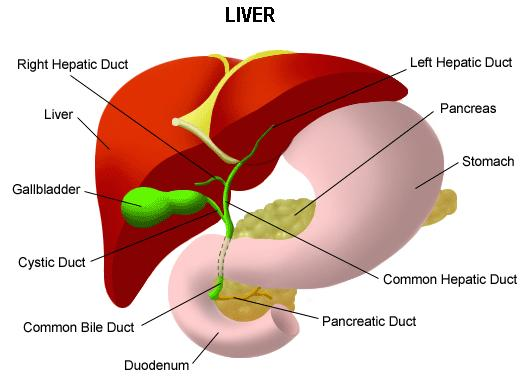 LIVER
Right Hepatic Duct
Left Hepatic Duct
Liver
Pancreas
Stomach
Gallbladder
Cystic Duct
Common Hepatic Duct
Common Bile Duct
Pancreatic Duct
Duodenum